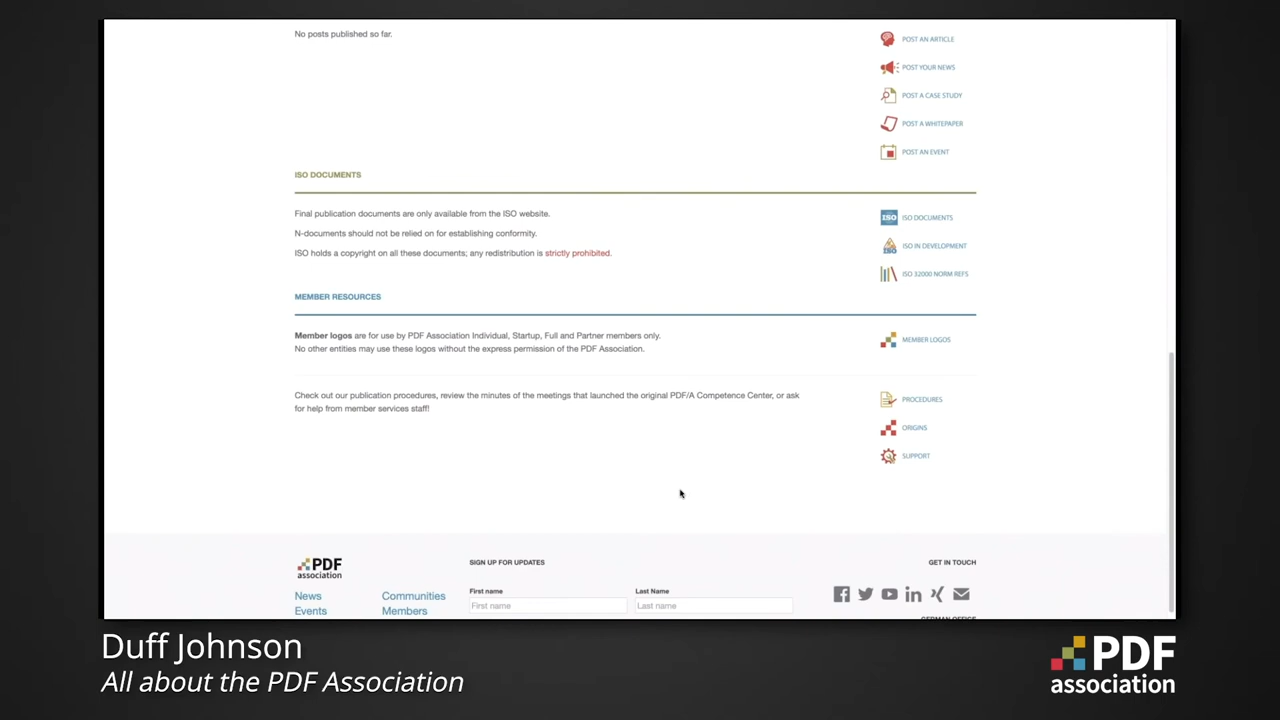 No posts published so far.
POST AN ARTICLE
POST YOUR NEWS
POST A CASE STUDY
POST A WHITEPAPER
POST AN EVENT
ISO DOCUMENTS
Final publication documents are only available from the ISO website.
N-documents should not be relied on for establishing conformity.
ISO holds a copyright on all these documents; any redistribution is strictly prohibited.
ISO
ISO DOCUMENTS
ISO
ISO IN DEVELOPMENT
ISO 32000 NORM REFS
MEMBER RESOURCES
Member logos are for use by PDF Association Individual, Startup, Full and Partner members only.
No other entities may use these logos without the express permission of the PDF Association.
MEMBER LOGOS
Check out our publication procedures, review the minutes of the meetings that launched the original PDF/A Competence Center, or ask
for help from member services staff!
PROCEDURES
ORIGINS
SUPPORT
PDF
association
News
Events
Communities
Members
SIGN UP FOR UPDATES
First name
First name
Last Name
Last name
GET IN TOUCH
GERMAN OFFICE
Duff Johnson
All about the PDF Association
PDF
association